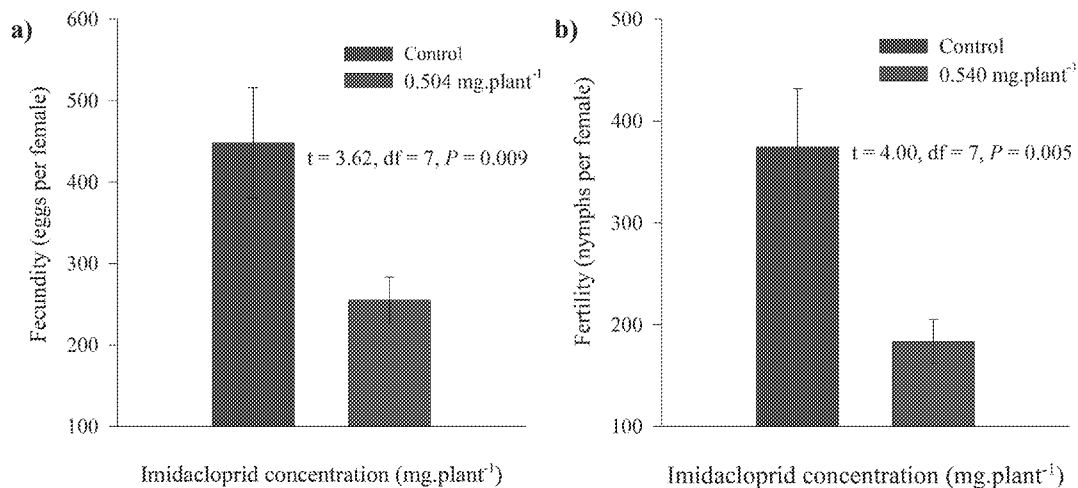 a)
600
500
400
300
200
100
Fecundity (eggs per female)
Control
0.504 mg.plant⁻¹
t = 3.62, df = 7, P = 0.009
Imidacloprid concentration (mg.plant⁻¹)
b)
500
400
300
200
100
Fertility (nymphs per female)
Control
0.540 mg.plant⁻¹
t = 4.00, df = 7, P = 0.005
Imidacloprid concentration (mg.plant⁻¹)